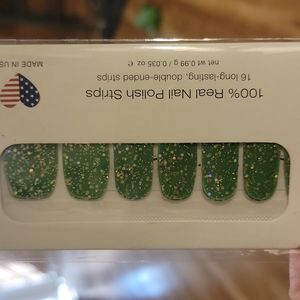 100% Real Nail Polish Strips
16 long-lasting, double-ended strips
net wt 0.99 g / 0.035 oz ℮
MADE IN US